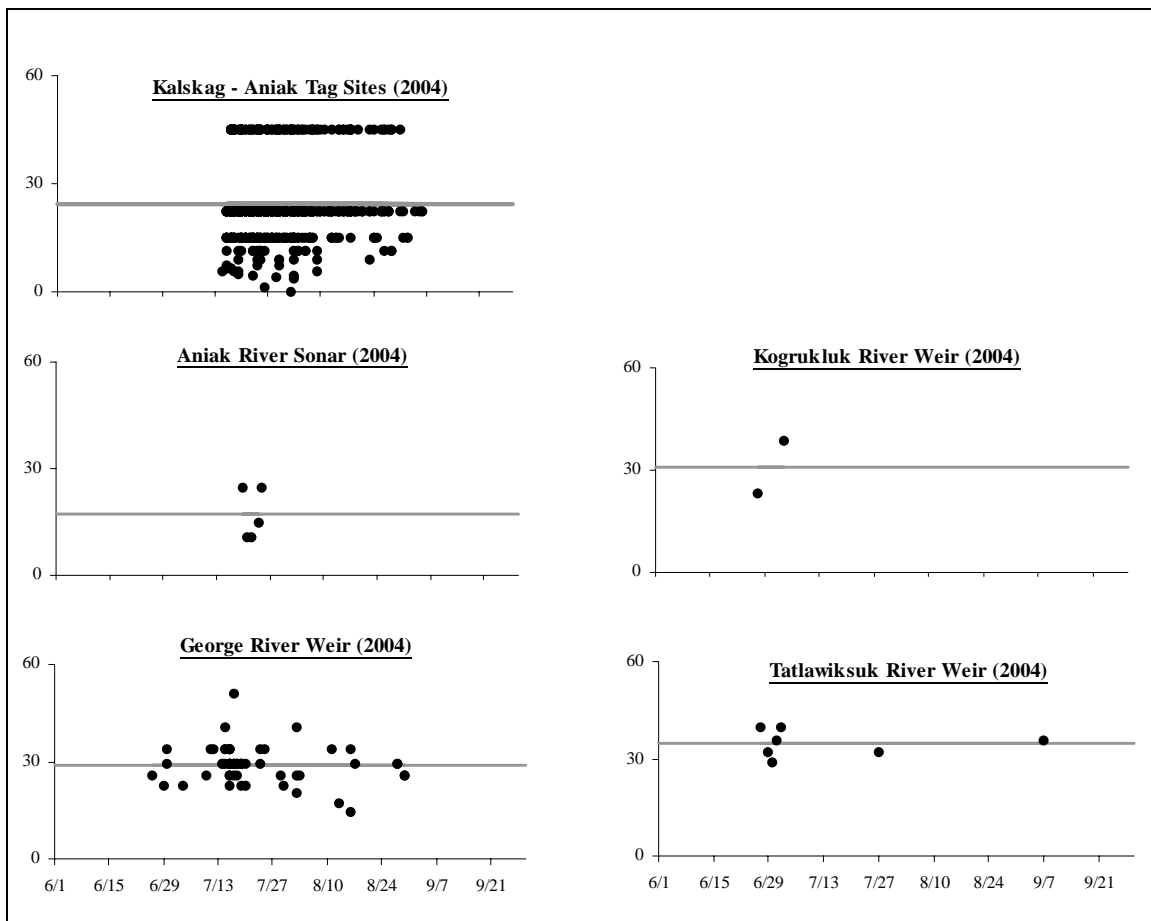 Kalskag - Aniak Tag Sites (2004)
60
30
0
Aniak River Sonar (2004)
60
30
0
Kogrukluk River Weir (2004)
60
30
0
George River Weir (2004)
60
30
0
6/1 6/15 6/29 7/13 7/27 8/10 8/24 9/7 9/21
Tatlawiksuk River Weir (2004)
60
30
0
6/1 6/15 6/29 7/13 7/27 8/10 8/24 9/7 9/21